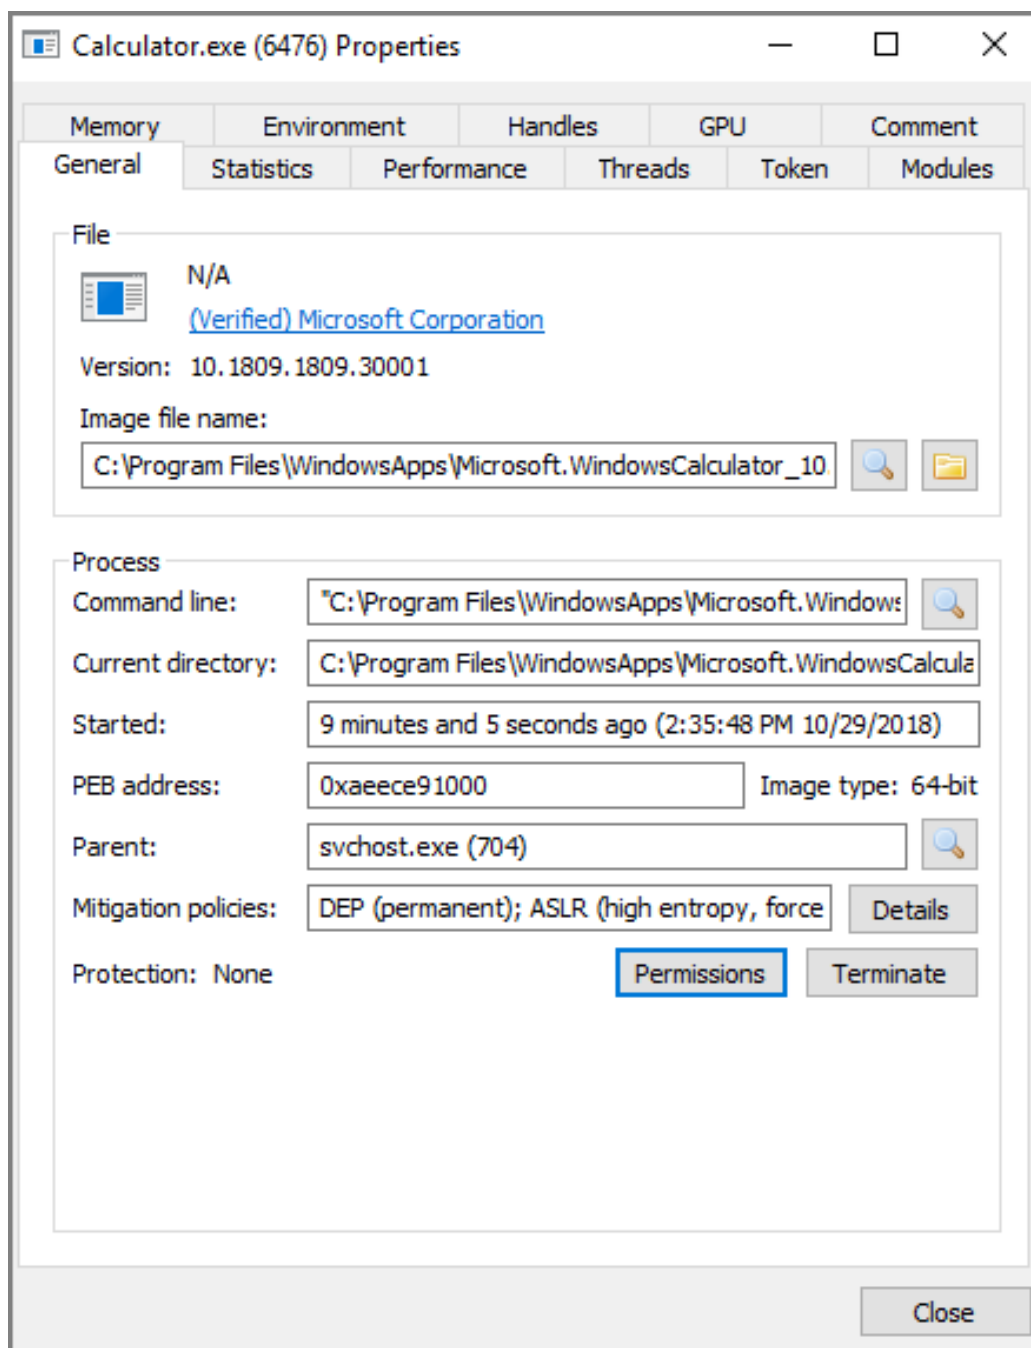 Calculator.exe (6476) Properties
Memory Environment Handles GPU Comment
General Statistics Performance Threads Token Modules
File
N/A
(Verified) Microsoft Corporation
Version: 10.1809.1809.30001
Image file name:
C:\Program Files\WindowsApps\Microsoft.WindowsCalculator_10.
Process
Command line: "C:\Program Files\WindowsApps\Microsoft.Windows
Current directory: C:\Program Files\WindowsApps\Microsoft.WindowsCalcula
Started: 9 minutes and 5 seconds ago (2:35:48 PM 10/29/2018)
PEB address: 0xaeece91000 Image type: 64-bit
Parent: svchost.exe (704)
Mitigation policies: DEP (permanent); ASLR (high entropy, force Details
Protection: None Permissions Terminate
Close